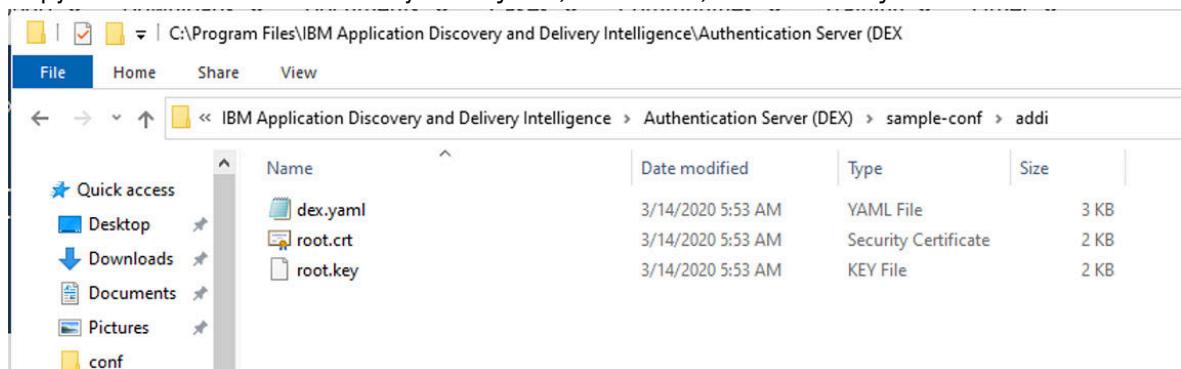 C:\Program Files\IBM Application Discovery and Delivery Intelligence\Authentication Server (DEX
File Home Share View
« IBM Application Discovery and Delivery Intelligence › Authentication Server (DEX) › sample-conf › addi
Name Date modified Type Size
Quick access
dex.yaml 3/14/2020 5:53 AM YAML File 3 KB
Desktop
root.crt 3/14/2020 5:53 AM Security Certificate 2 KB
Downloads
root.key 3/14/2020 5:53 AM KEY File 2 KB
Documents
Pictures
conf